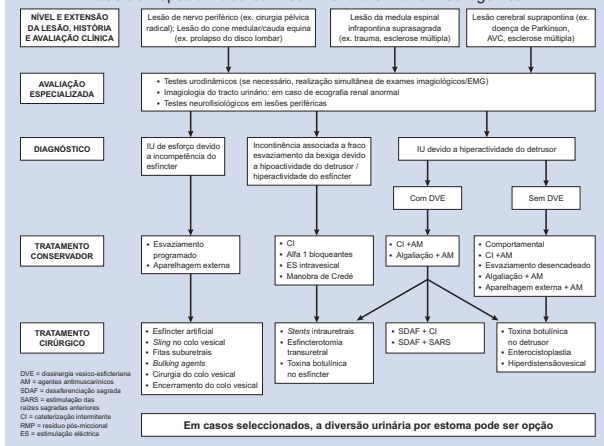 NÍVEL E EXTENSÃO
DA LESÃO, HISTÓRIA
E AVALIAÇÃO CLÍNICA
Lesão de nervo periférico (ex. cirurgia pélvica
radical); Lesão do cone medular/cauda equina
(ex. prolapso do disco lombar)
Lesão da medula espinal
infrapontina suprasagrada
(ex. trauma, esclerose múltipla)
Lesão cerebral suprapontina (ex.
doença de Parkinson,
AVC, esclerose múltipla)
AVALIAÇÃO
ESPECIALIZADA
• Testes urodinâmicos (se necessário, realização simultânea de exames imagiológicos/EMG)
• Imagiologia do tracto urinário: em caso de ecografia renal anormal
• Testes neurofisiológicos em lesões periféricas
DIAGNÓSTICO
IU de esforço devido
a incompetência do
esfíncter
Incontinência associada a fraco
esvaziamento da bexiga devido
a hipoactividade do detrusor /
hiperactividade do esfíncter
IU devido a hiperactividade do detrusor
Com DVE
Sem DVE
TRATAMENTO
CONSERVADOR
• Esvaziamento
programado
• Aparelhagem externa
• CI
• Alfa 1 bloqueantes
• ES intravesical
• Manobra de Credé
• CI +AM
• Algaliação + AM
• Comportamental
• CI +AM
• Esvaziamento desencadeado
• Algaliação + AM
• Aparelhagem externa + AM
TRATAMENTO
CIRÚRGICO
• Esfíncter artificial
• Sling no colo vesical
• Fitas suburetrais
• Bulking agents
• Cirurgia do colo vesical
• Encerramento do colo vesical
• Stents intrauretrais
• Esfincterotomia
transuretral
• Toxina botulínica
no esfincter
• SDAF + CI
• SDAF + SARS
• Toxina botulínica
no detrusor
• Enterocistoplastia
• Hiperdistensãovesical
DVE = dissinergia vesico-esficteriana
AM = agentes antimuscarínicos
SDAF = desaferenciação sagrada
SARS = estimulação das
raízes sagradas anteriores
CI = cateterização intermitente
RMP = resíduo pós-miccional
ES = estimulação eléctrica
Em casos seleccionados, a diversão urinária por estoma pode ser opção